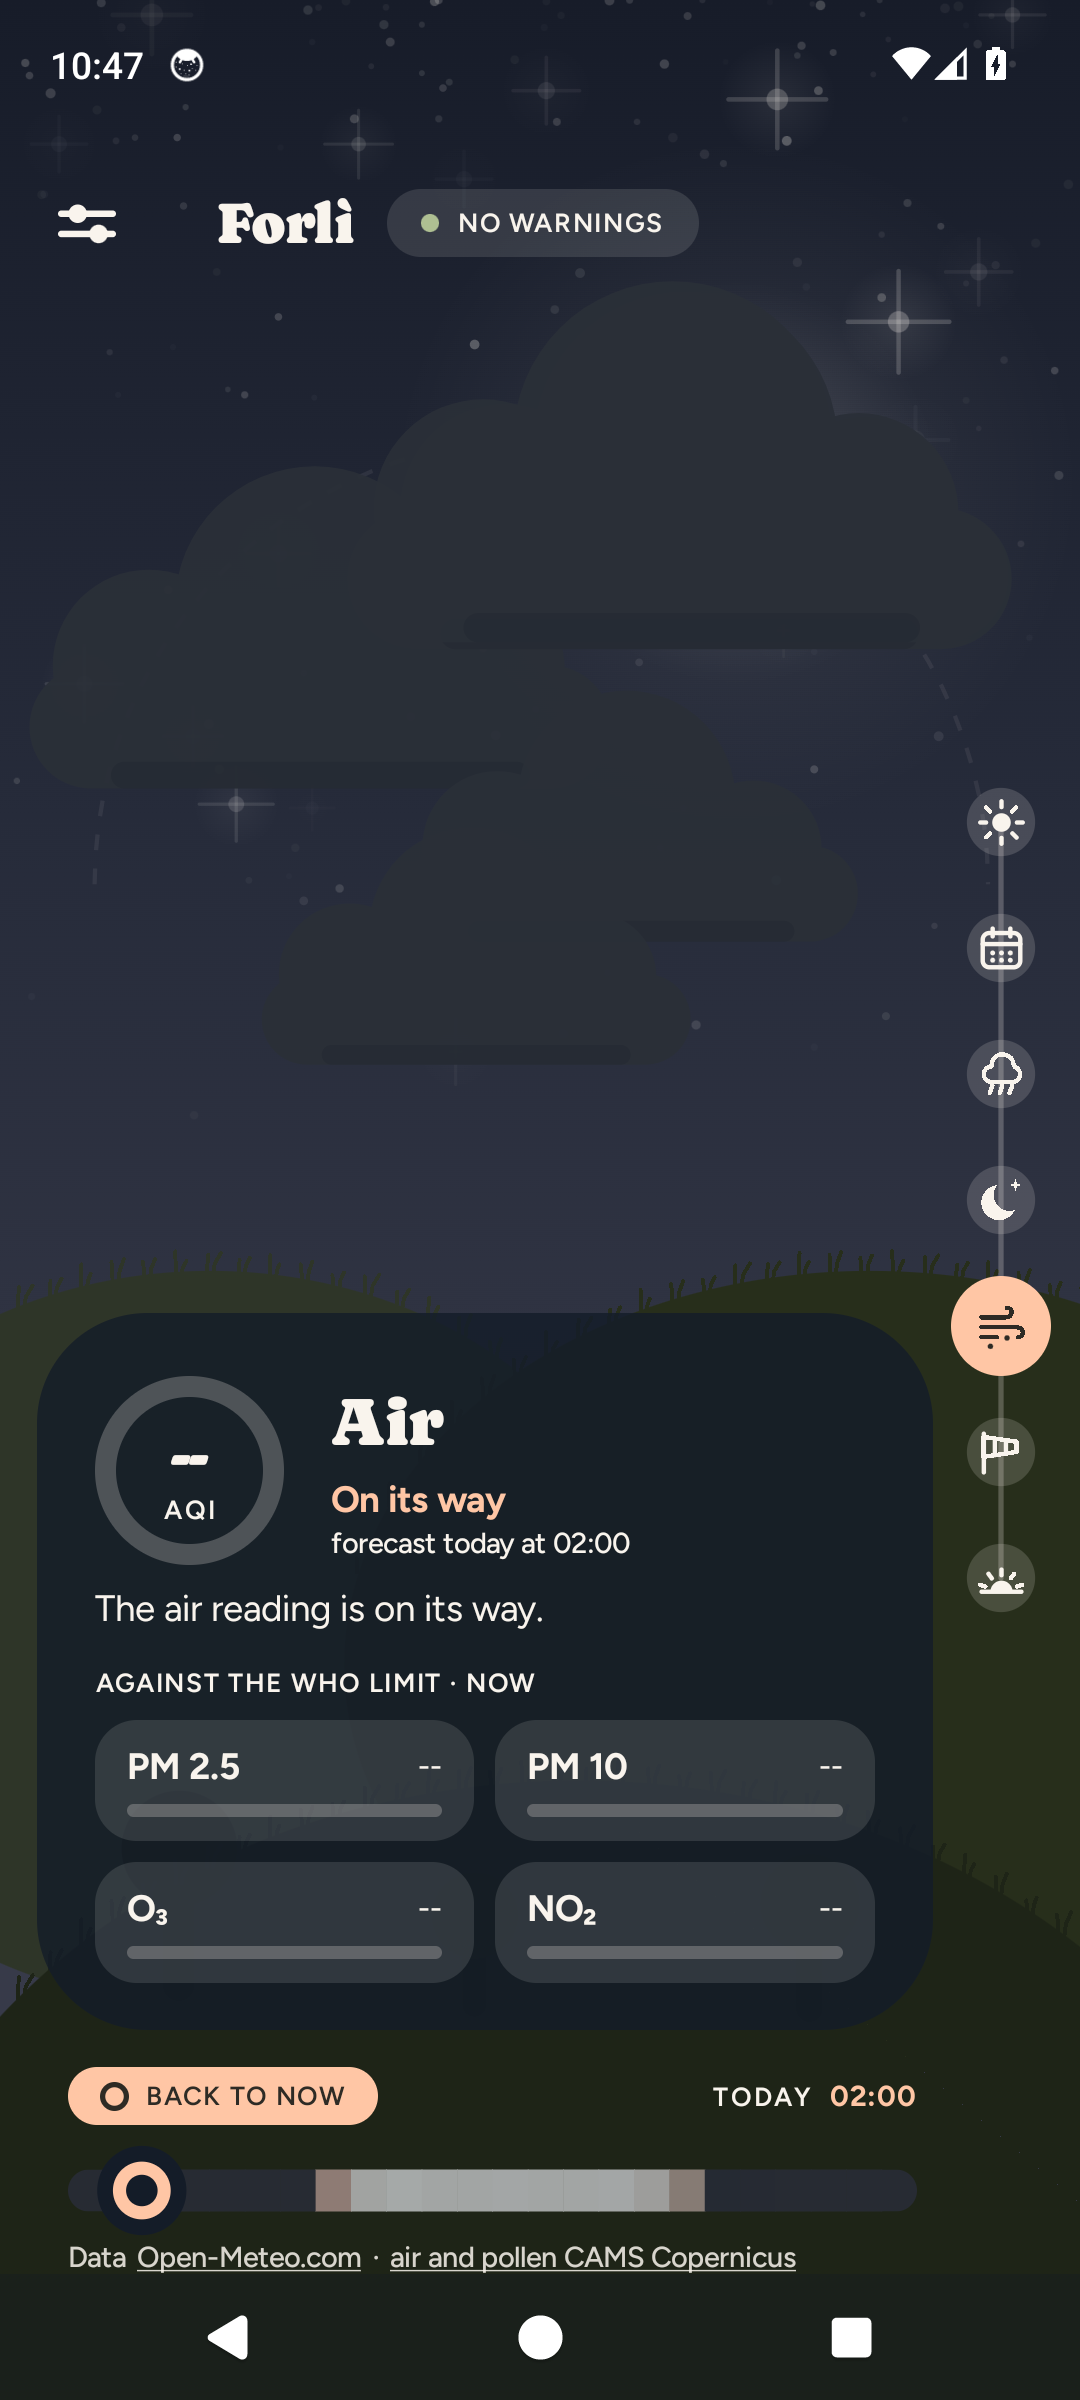 10:47
Forlì
NO WARNINGS
--
AQI
Air
On its way
forecast today at 02:00
The air reading is on its way.
AGAINST THE WHO LIMIT · NOW
PM 2.5 --
PM 10 --
O₃ --
NO₂ --
BACK TO NOW
TODAY 02:00
Data Open-Meteo.com · air and pollen CAMS Copernicus